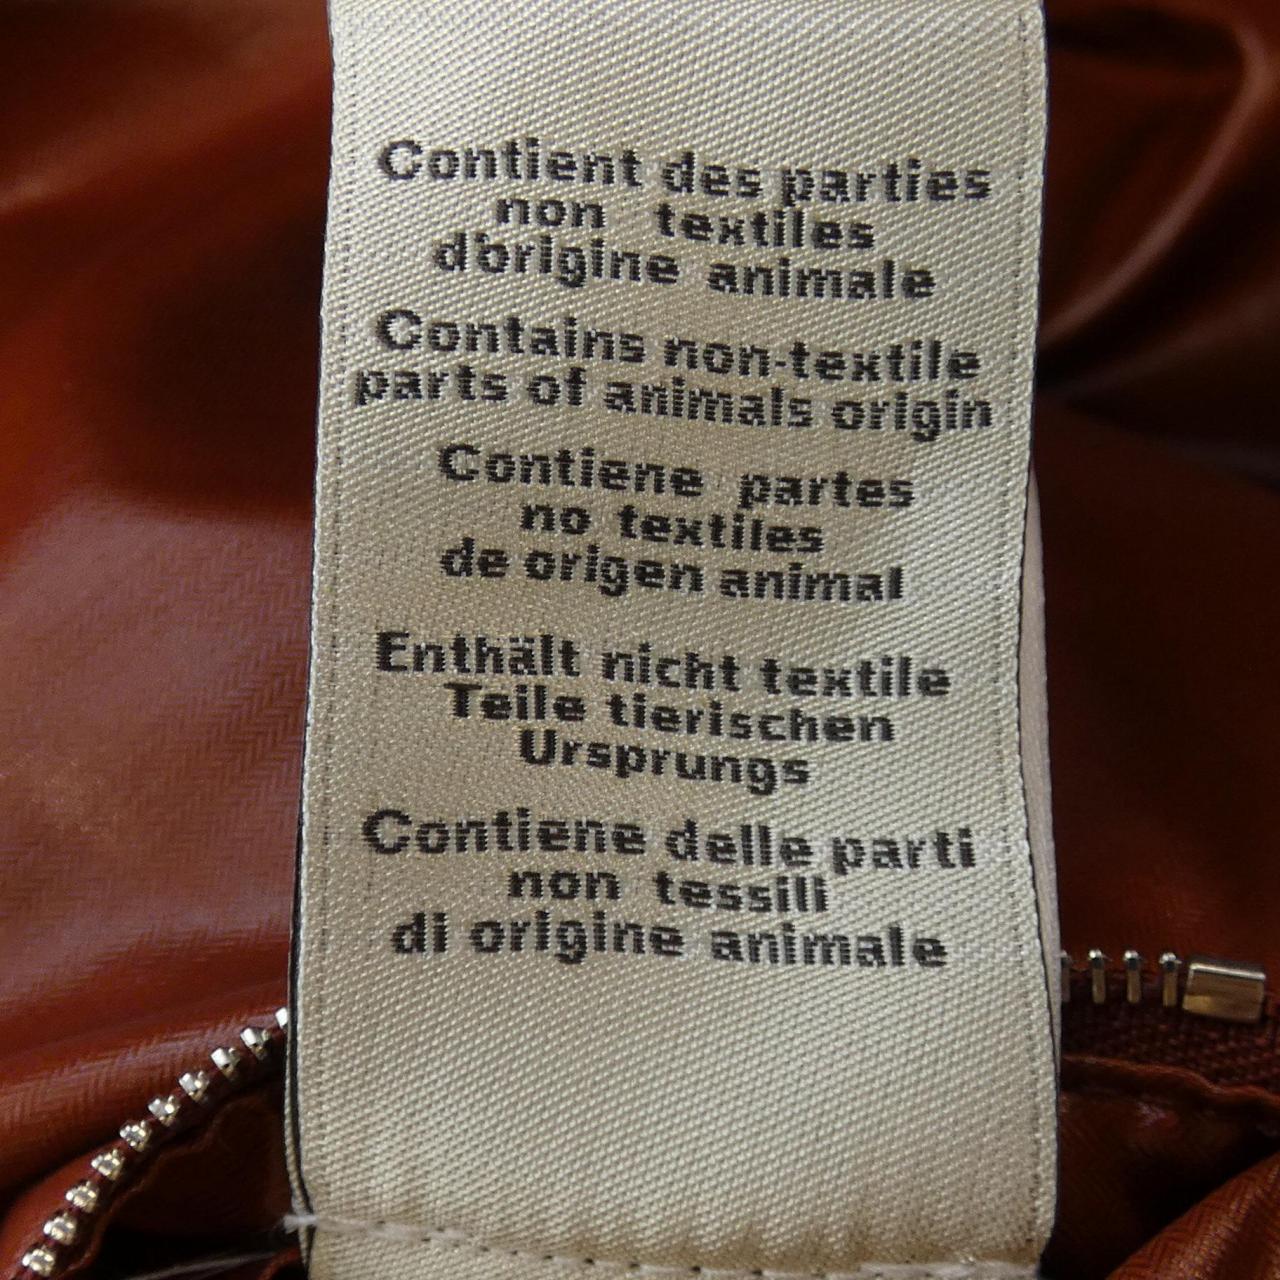 Contient des parties
non textiles
d'origine animale
Contains non-textile
parts of animals origin
Contiene partes
no textiles
de origen animal
Enthält nicht textile
Teile tierischen
Ursprungs
Contiene delle parti
non tessili
di origine animale